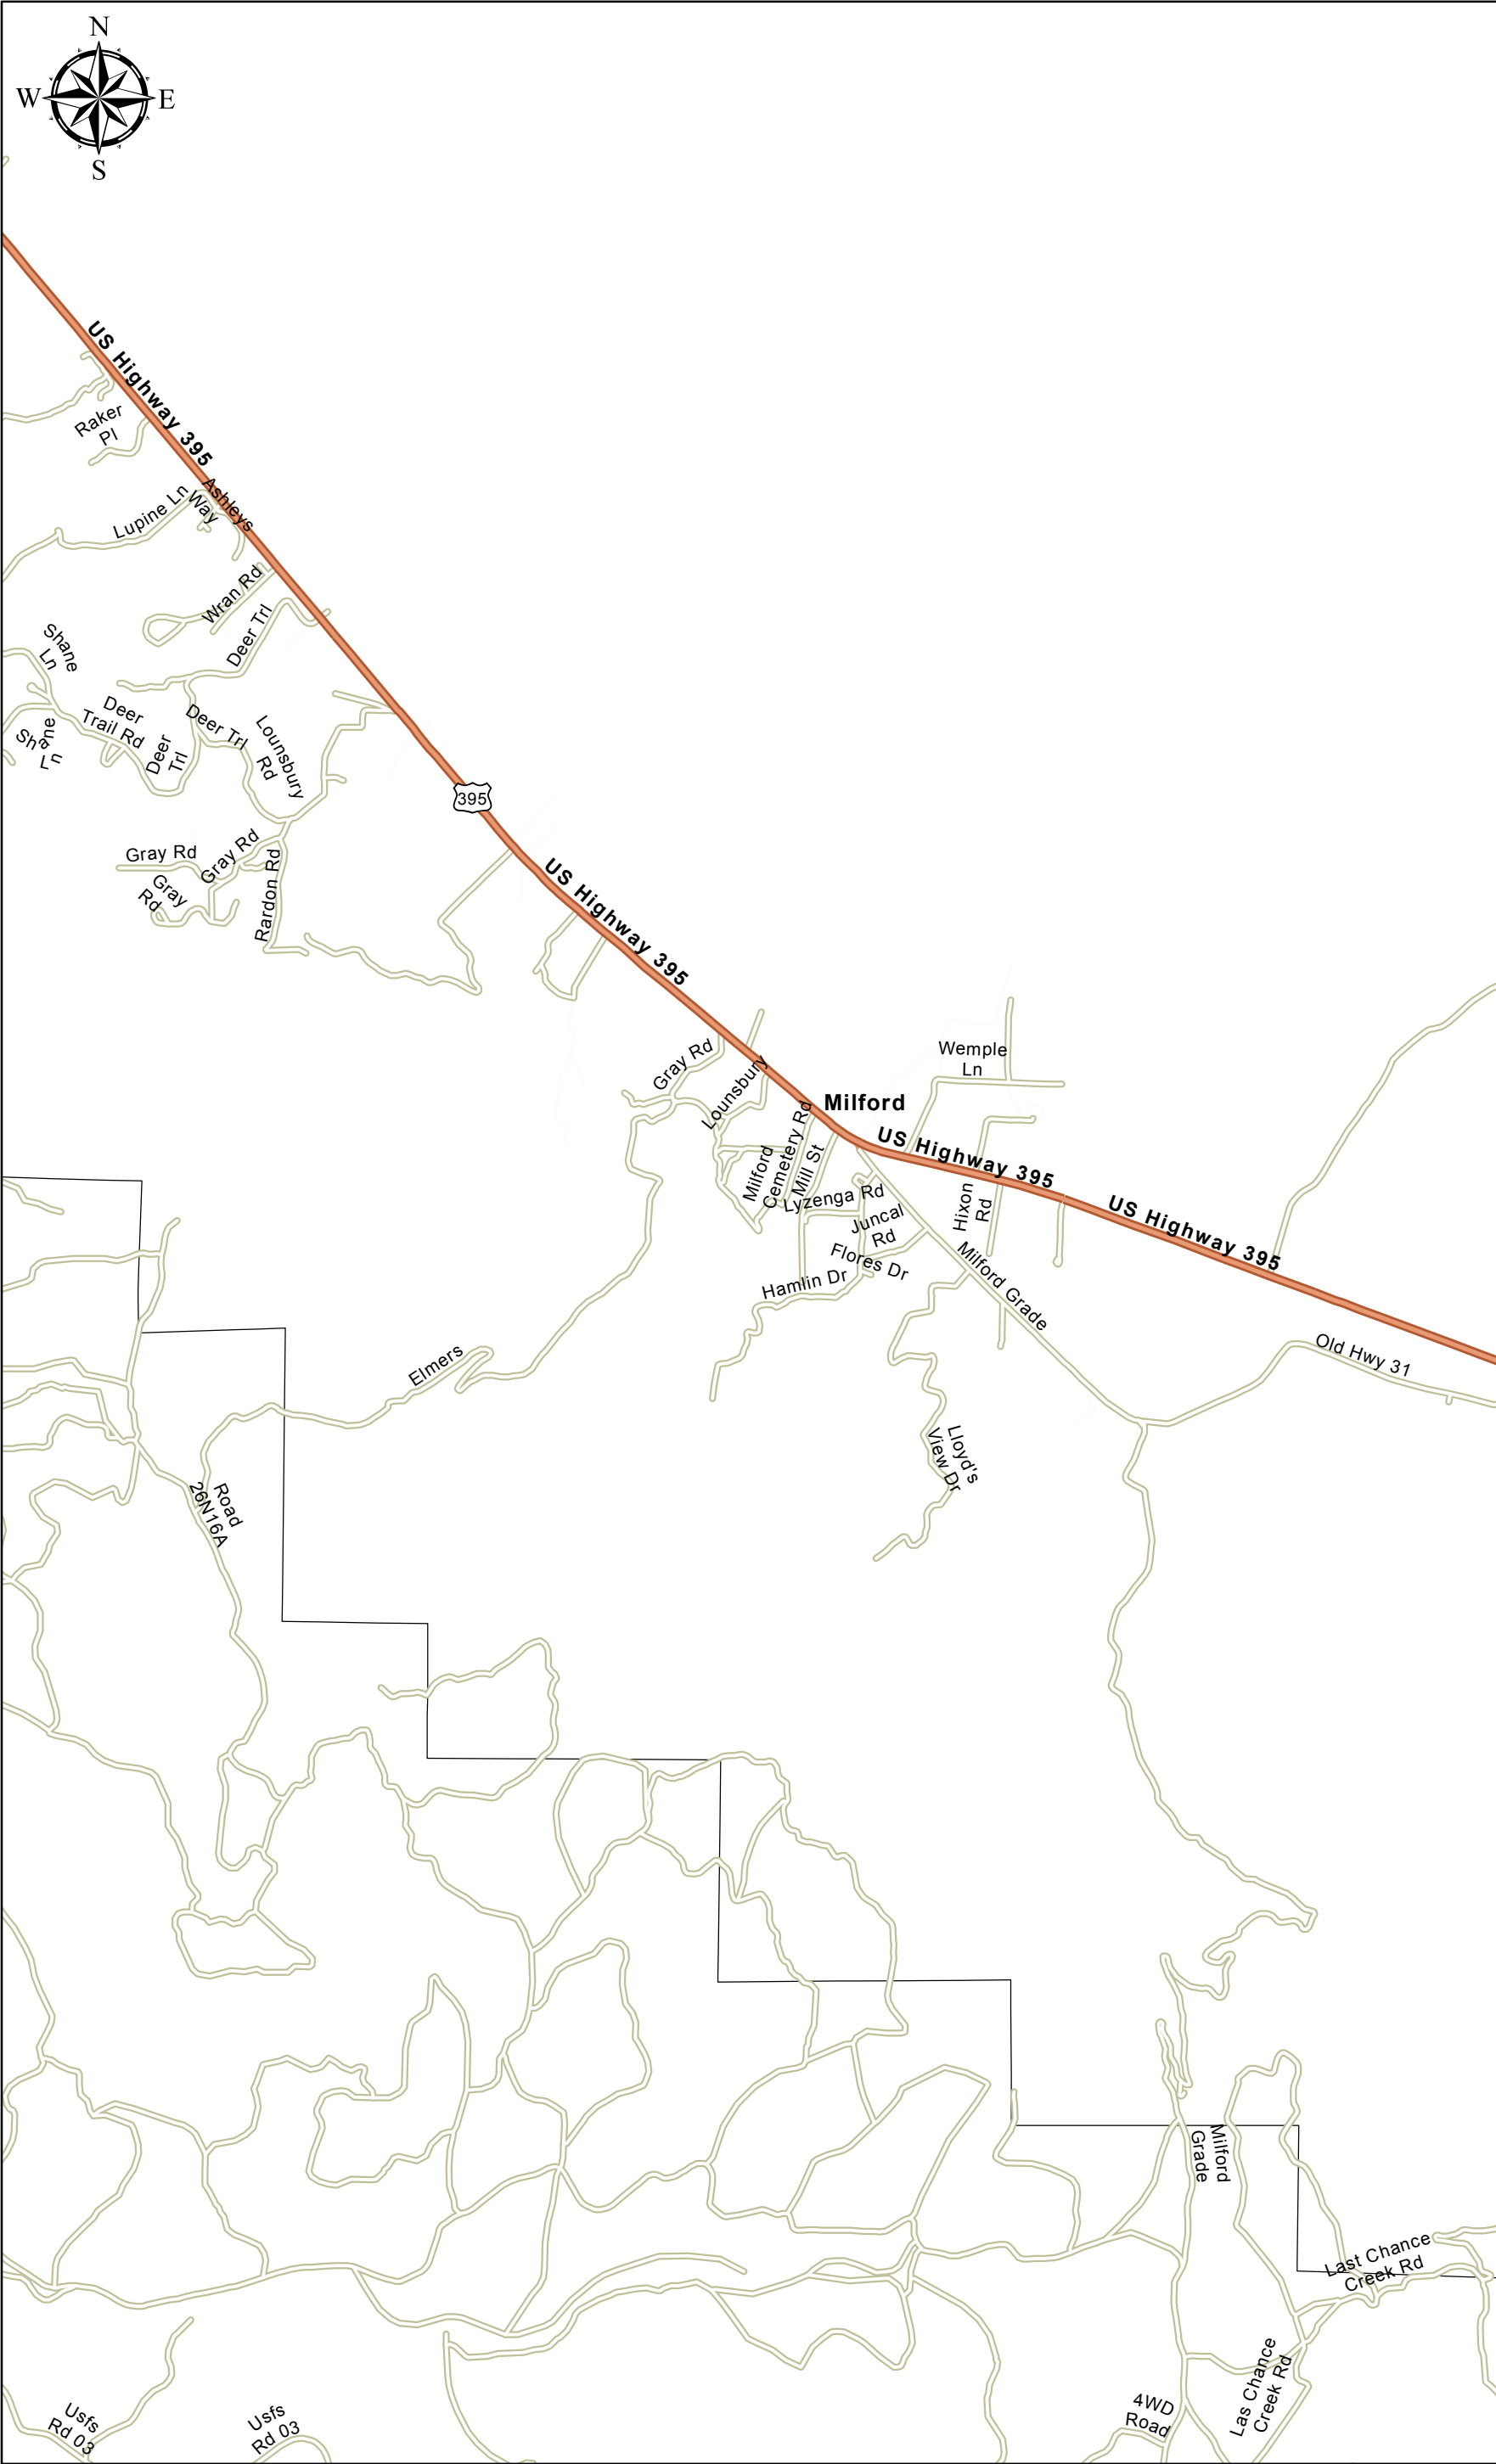 N
W
E
S
US Highway 395
Raker
Pl
Ashleys
Way
Lupine Ln
Wran Rd
Deer Trl
Shane
Ln
Deer
Trail Rd
Shane
Ln
Deer
Trl
Deer Trl
Lounsbury
Rd
395
Gray Rd
Gray Rd
Gray
Rd
Rardon Rd
US Highway 395
Gray Rd
Lounsbury
Wemple
Ln
Milford
US Highway 395
Milford
Cemetery Rd
Mill St
Lyzenga Rd
Juncal
Rd
Hixon
Rd
US Highway 395
Flores Dr
Hamlin Dr
Milford Grade
Elmers
Old Hwy 31
Lloyd's
View Dr
Road
26N16A
Milford
Grade
Last Chance
Creek Rd
Las Chance
Creek Rd
4WD
Road
Usfs
Rd 03
Usfs
Rd 03